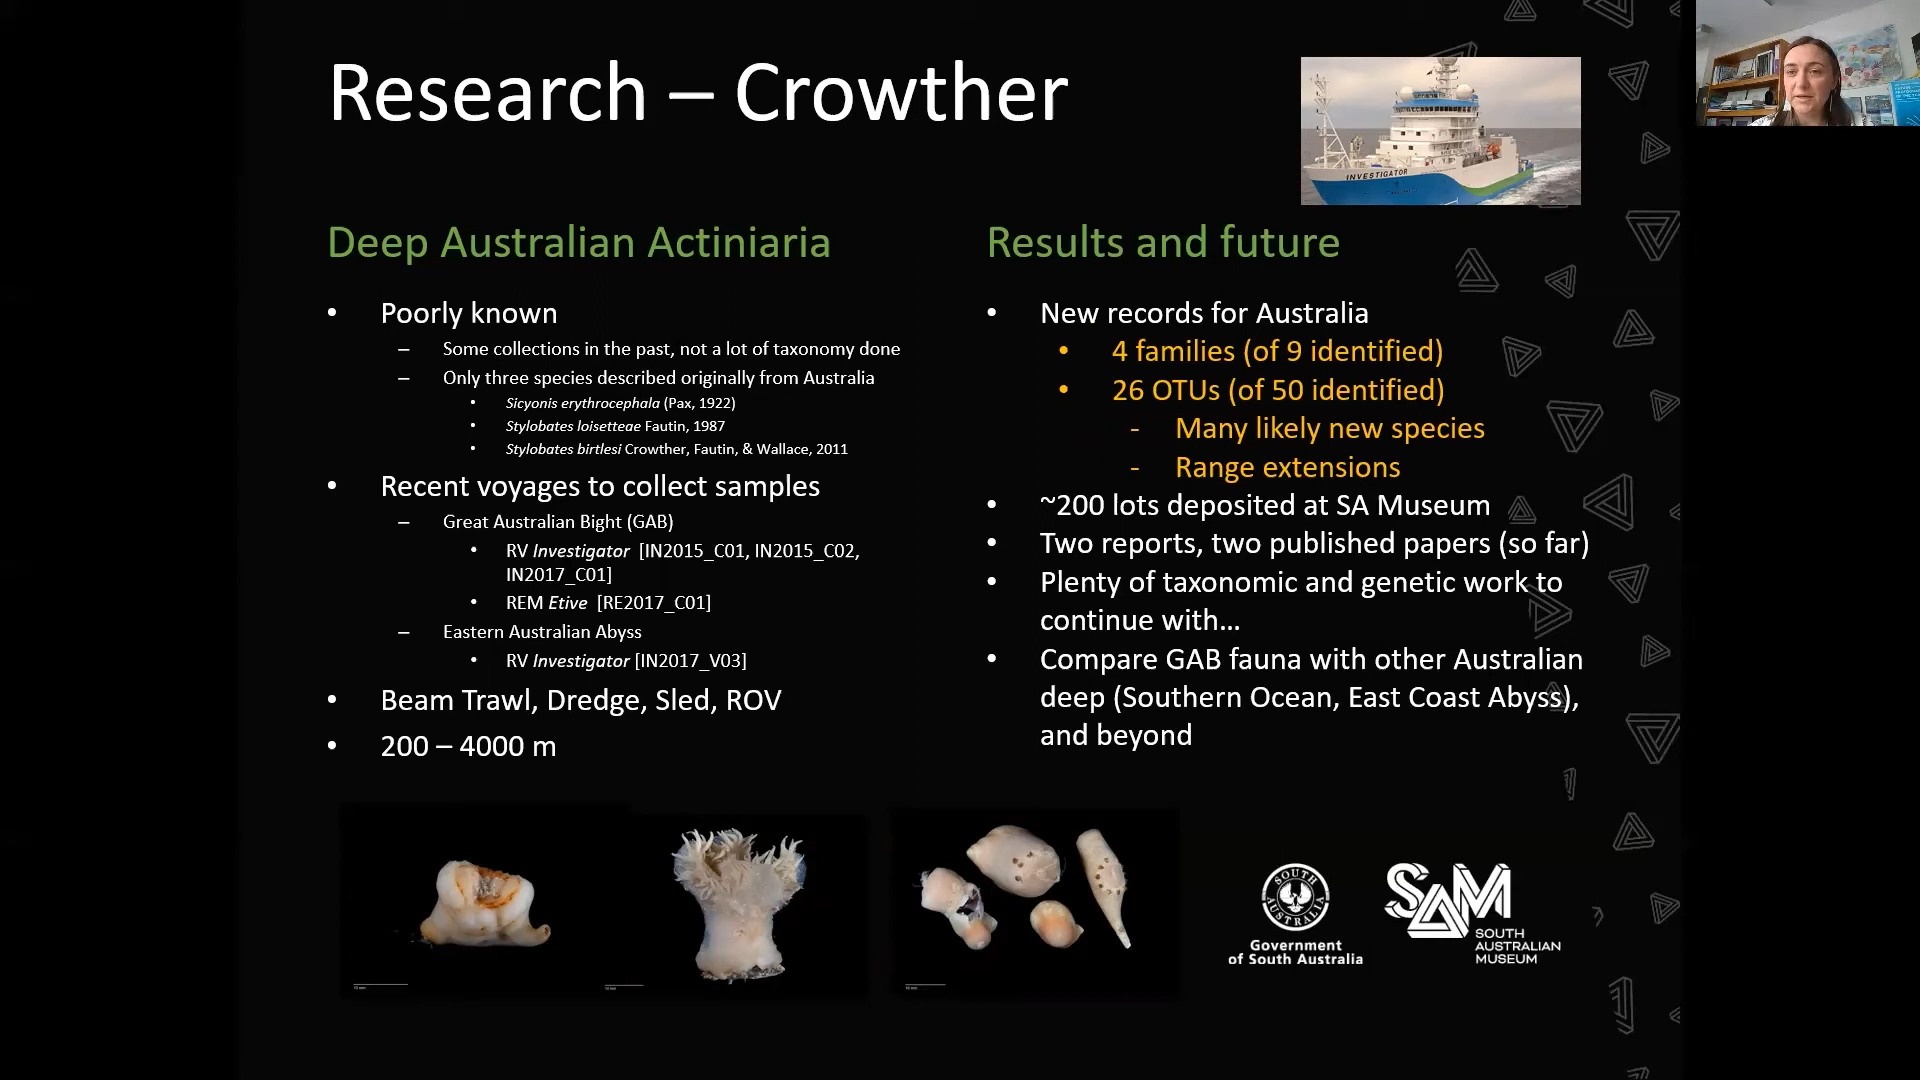 Research – Crowther
INVESTIGATOR
Deep Australian Actiniaria
• Poorly known
– Some collections in the past, not a lot of taxonomy done
– Only three species described originally from Australia
• Sicyonis erythrocephala (Pax, 1922)
• Stylobates loisetteae Fautin, 1987
• Stylobates birtlesi Crowther, Fautin, & Wallace, 2011
• Recent voyages to collect samples
– Great Australian Bight (GAB)
• RV Investigator [IN2015_C01, IN2015_C02,
IN2017_C01]
• REM Etive [RE2017_C01]
– Eastern Australian Abyss
• RV Investigator [IN2017_V03]
• Beam Trawl, Dredge, Sled, ROV
• 200 – 4000 m
Results and future
• New records for Australia
• 4 families (of 9 identified)
• 26 OTUs (of 50 identified)
- Many likely new species
- Range extensions
• ~200 lots deposited at SA Museum
• Two reports, two published papers (so far)
• Plenty of taxonomic and genetic work to
continue with…
• Compare GAB fauna with other Australian
deep (Southern Ocean, East Coast Abyss),
and beyond
SOUTH
AUSTRALIA
Government
of South Australia
SAM
SOUTH
AUSTRALIAN
MUSEUM